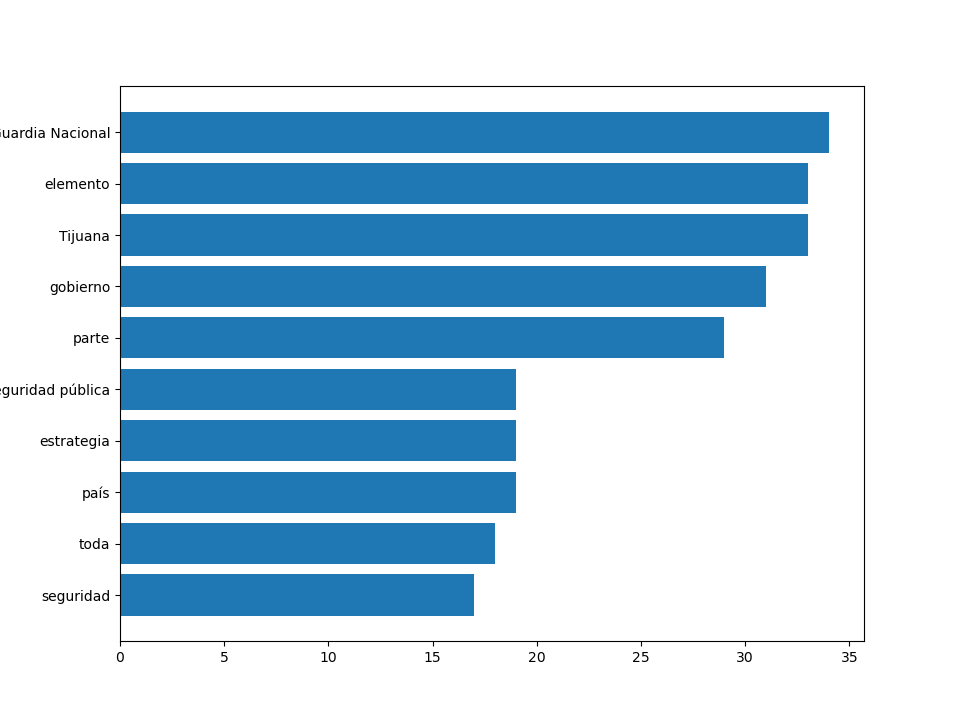 uardia Nacional
elemento
Tijuana
gobierno
parte
eguridad pública
estrategia
país
toda
seguridad
0 5 10 15 20 25 30 35